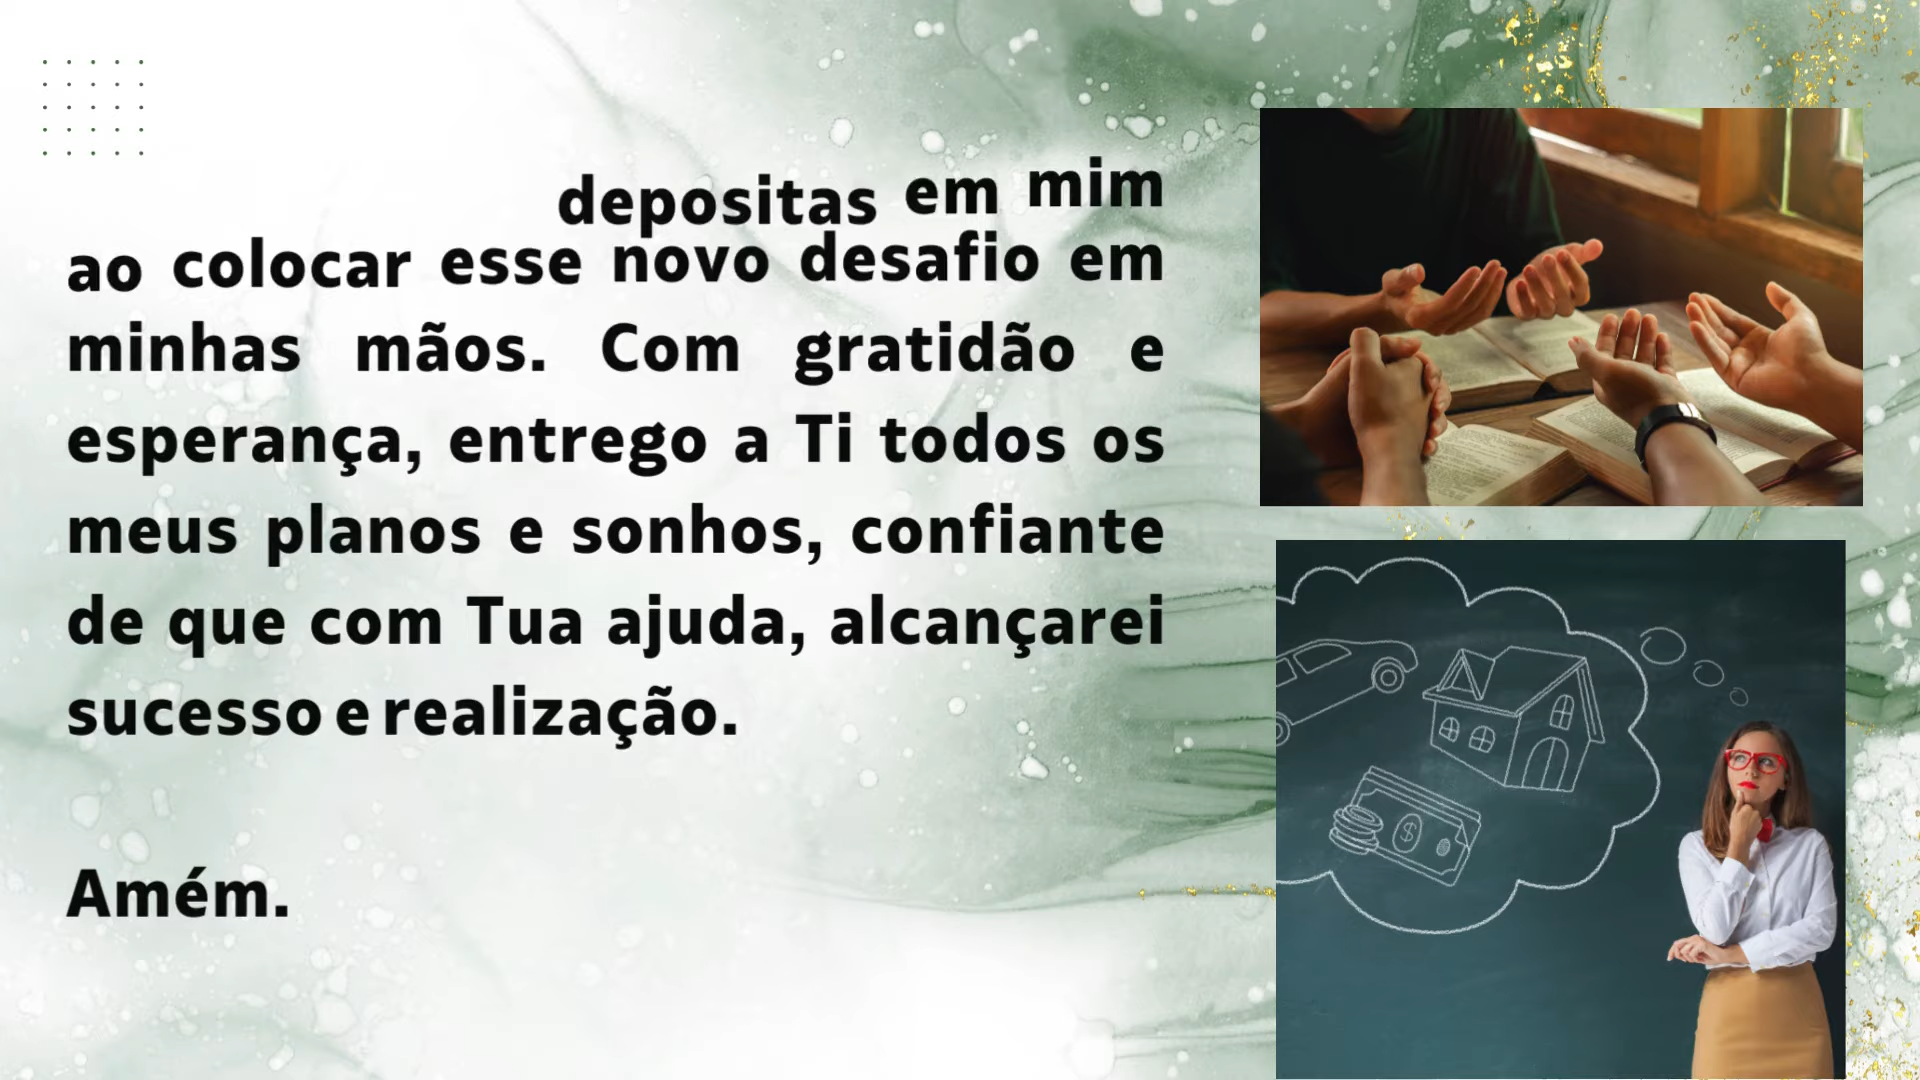 depositas em mim
ao colocar esse novo desafio em
minhas mãos. Com gratidão e
esperança, entrego a Ti todos os
meus planos e sonhos, confiante
de que com Tua ajuda, alcançarei
sucesso e realização.
Amém.
$